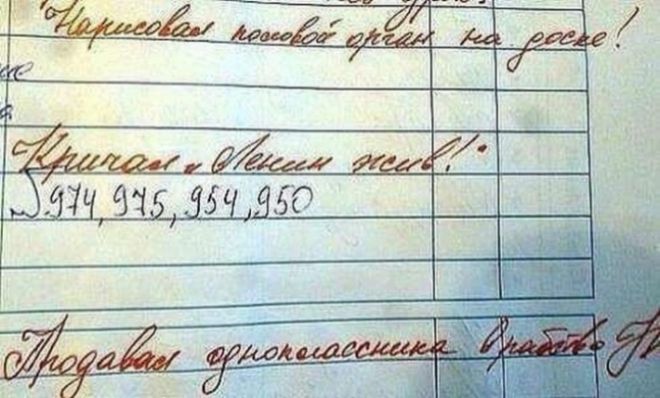 Нарисовал половой орган на доске!
Кричал „Ленин жив!"
974, 975, 954, 950
Продавал одноклассника в рабство